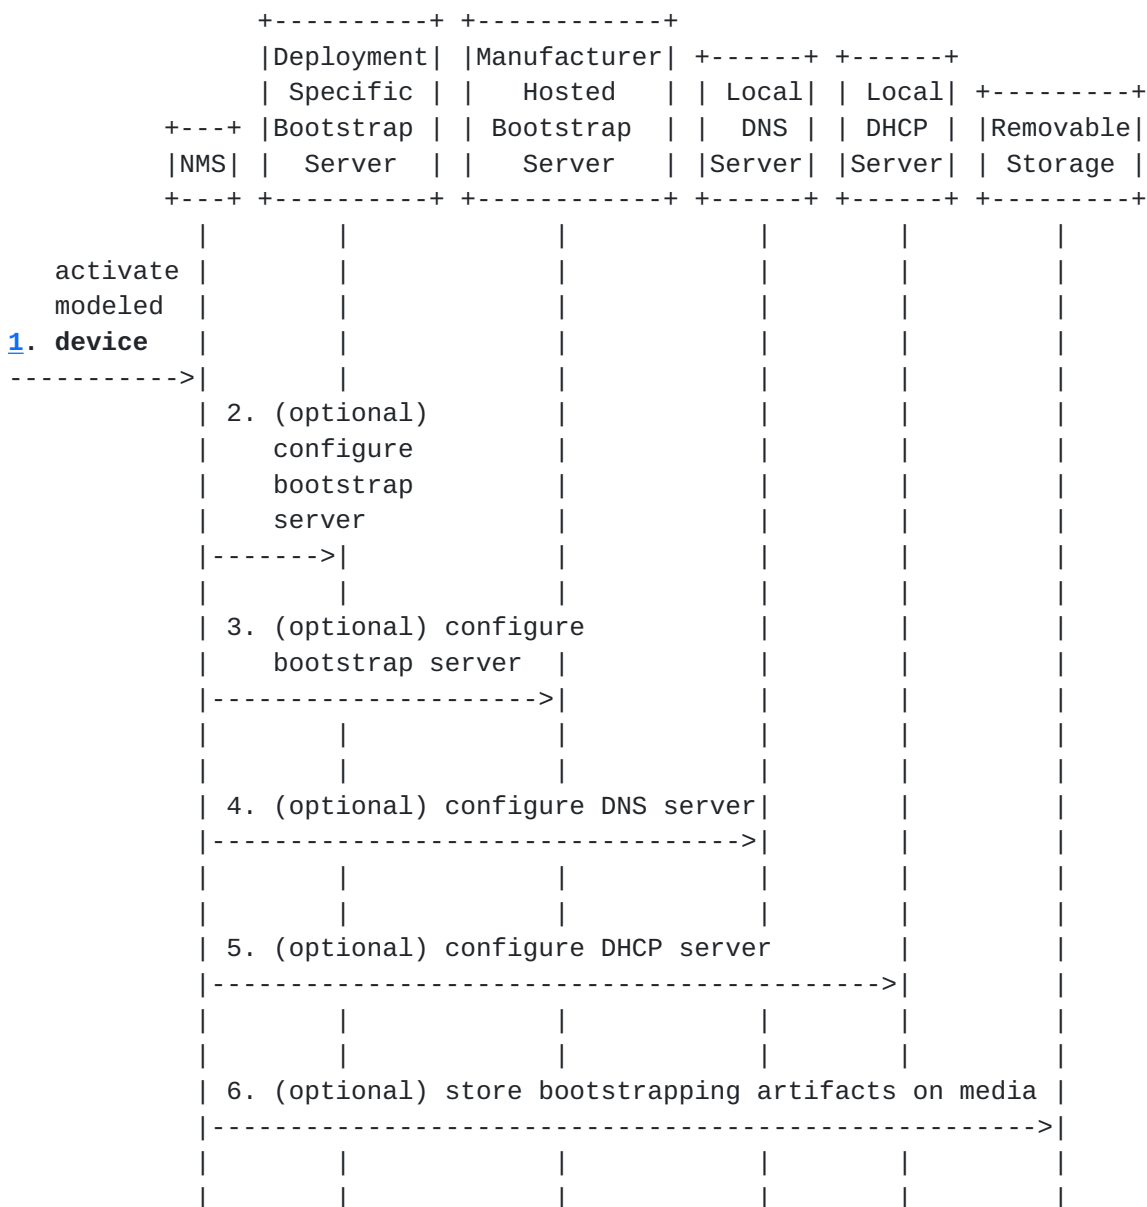 +----------+ +------------+
                |Deployment| |Manufacturer| +------+ +------+
                | Specific | |   Hosted   | | Local| | Local| +---------+
          +---+ |Bootstrap | | Bootstrap  | |  DNS | | DHCP | |Removable|
          |NMS| |  Server  | |   Server   | |Server| |Server| | Storage |
          +---+ +----------+ +------------+ +------+ +------+ +---------+
            |        |             |            |        |         |
   activate |        |             |            |        |         |
   modeled  |        |             |            |        |         |
1. device   |        |             |            |        |         |
----------->|        |             |            |        |         |
            | 2. (optional)        |            |        |         |
            |    configure         |            |        |         |
            |    bootstrap         |            |        |         |
            |    server            |            |        |         |
            |------->|             |            |        |         |
            |        |             |            |        |         |
            | 3. (optional) configure           |        |         |
            |    bootstrap server  |            |        |         |
            |--------------------->|            |        |         |
            |        |             |            |        |         |
            |        |             |            |        |         |
            | 4. (optional) configure DNS server|        |         |
            |---------------------------------->|        |         |
            |        |             |            |        |         |
            |        |             |            |        |         |
            | 5. (optional) configure DHCP server        |         |
            |------------------------------------------->|         |
            |        |             |            |        |         |
            |        |             |            |        |         |
            | 6. (optional) store bootstrapping artifacts on media |
            |----------------------------------------------------->|
            |        |             |            |        |         |
            |        |             |            |        |         |